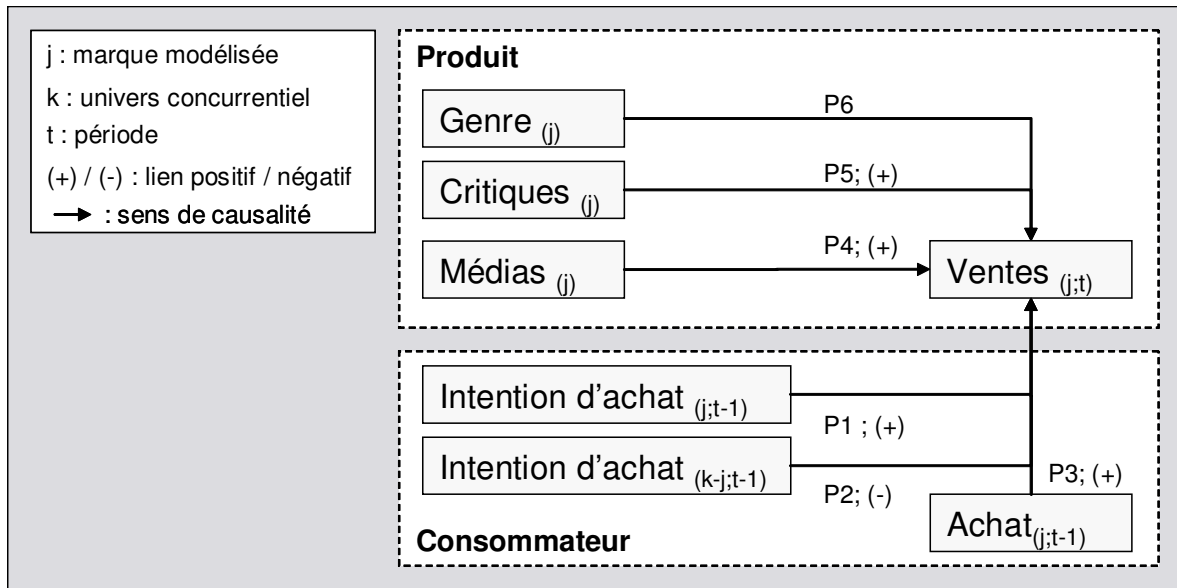 j : marque modélisée
k : univers concurrentiel
t : période
(+) / (-) : lien positif / négatif
: sens de causalité
Produit
Genre (j)
P6
Critiques (j)
P5; (+)
Médias (j)
P4; (+)
Ventes (j;t)
Intention d’achat (j;t-1)
P1 ; (+)
Intention d’achat (k-j;t-1)
P2; (-)
P3; (+)
Achat(j;t-1)
Consommateur